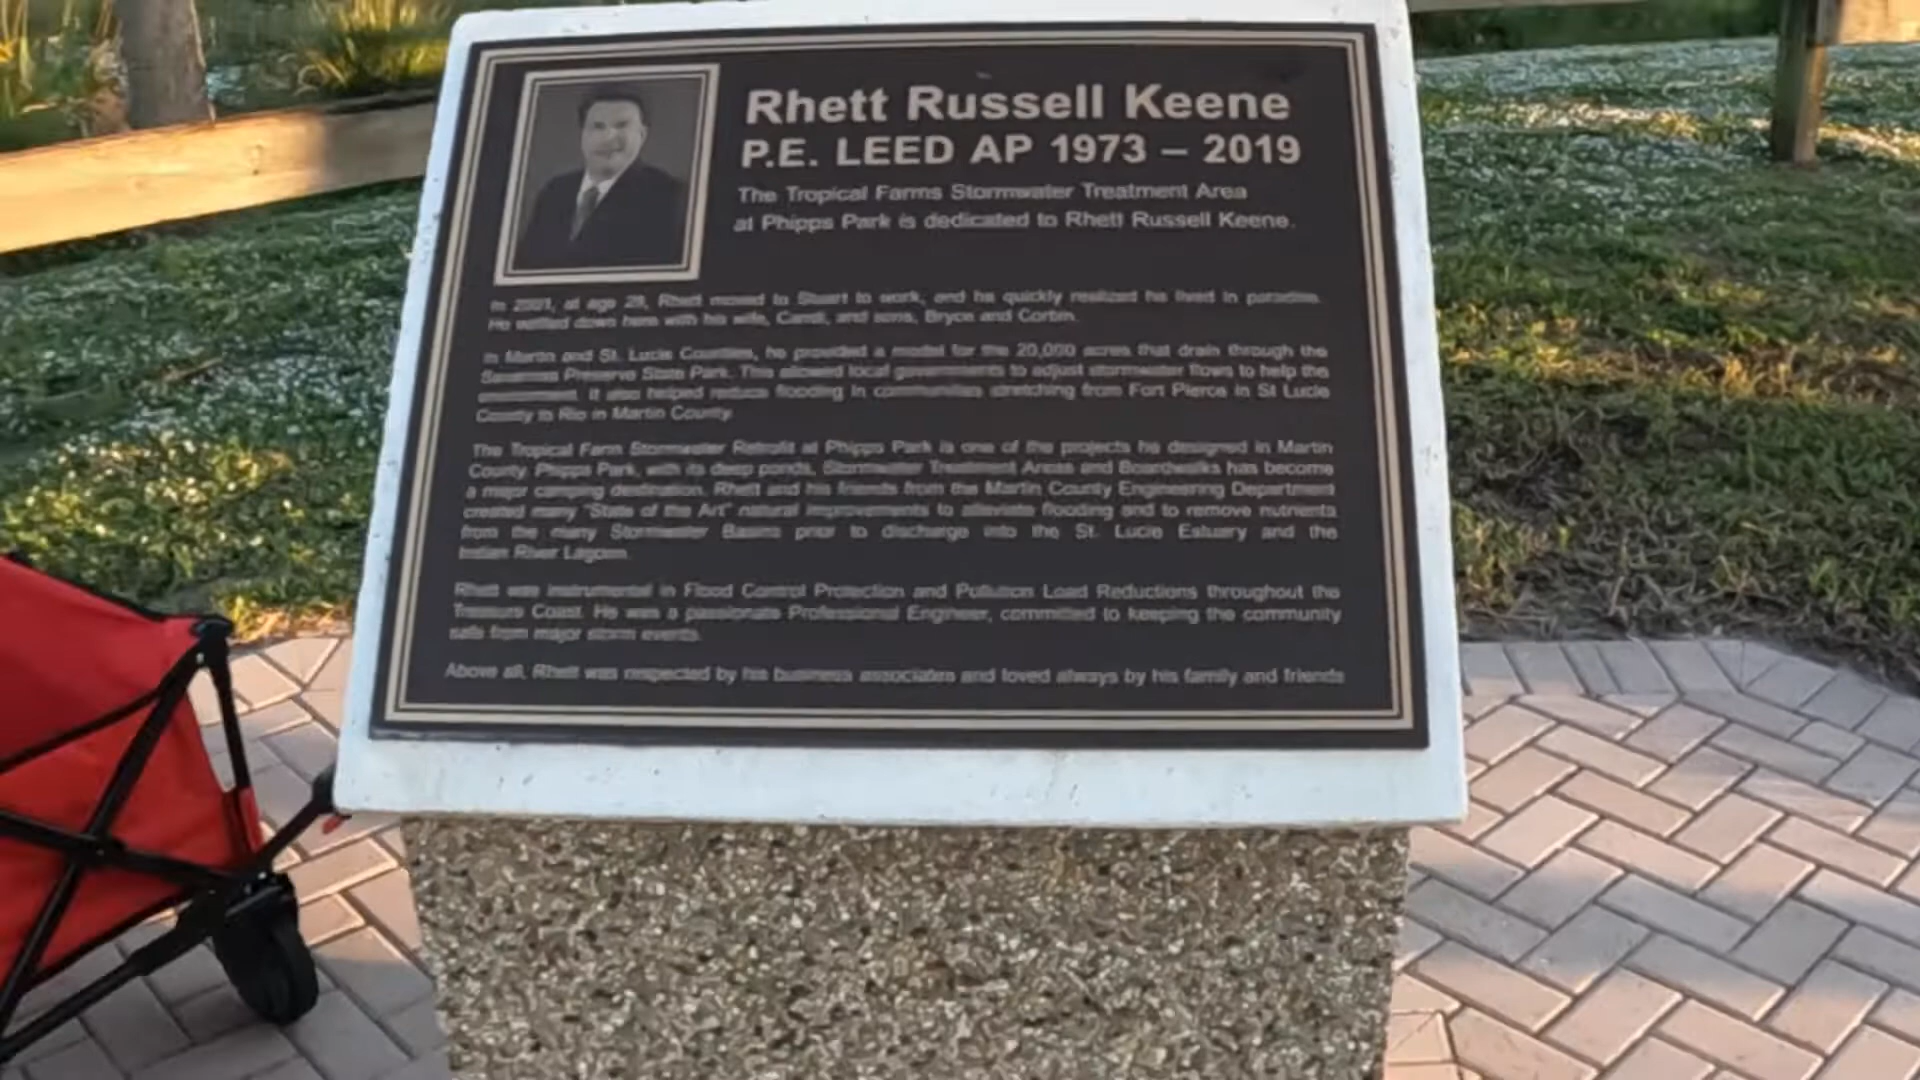 Rhett Russell Keene
P.E. LEED AP 1973 – 2019
The Tropical Farms Stormwater Treatment Area
at Phipps Park is dedicated to Rhett Russell Keene.
In 2001, at age 28, Rhett moved to Stuart to work, and he quickly realized he lived in paradise.
He settled down here with his wife, Candi, and sons, Bryce and Corbin.
In Martin and St. Lucie Counties, he provided a model for the 20,000 acres that drain through the
Savannas Preserve State Park. This allowed local governments to adjust stormwater flows to help the
environment. It also helped reduce flooding in communities stretching from Fort Pierce in St Lucie
County to Rio in Martin County.
The Tropical Farm Stormwater Retrofit at Phipps Park is one of the projects he designed in Martin
County. Phipps Park, with its deep ponds, Stormwater Treatment Areas and Boardwalks has become
a major camping destination. Rhett and his friends from the Martin County Engineering Department
created many "State of the Art" natural improvements to alleviate flooding and to remove nutrients
from the many Stormwater Basins prior to discharge into the St. Lucie Estuary and the
Indian River Lagoon.
Rhett was instrumental in Flood Control Protection and Pollution Load Reductions throughout the
Treasure Coast. He was a passionate Professional Engineer, committed to keeping the community
safe from major storm events.
Above all, Rhett was respected by his business associates and loved always by his family and friends